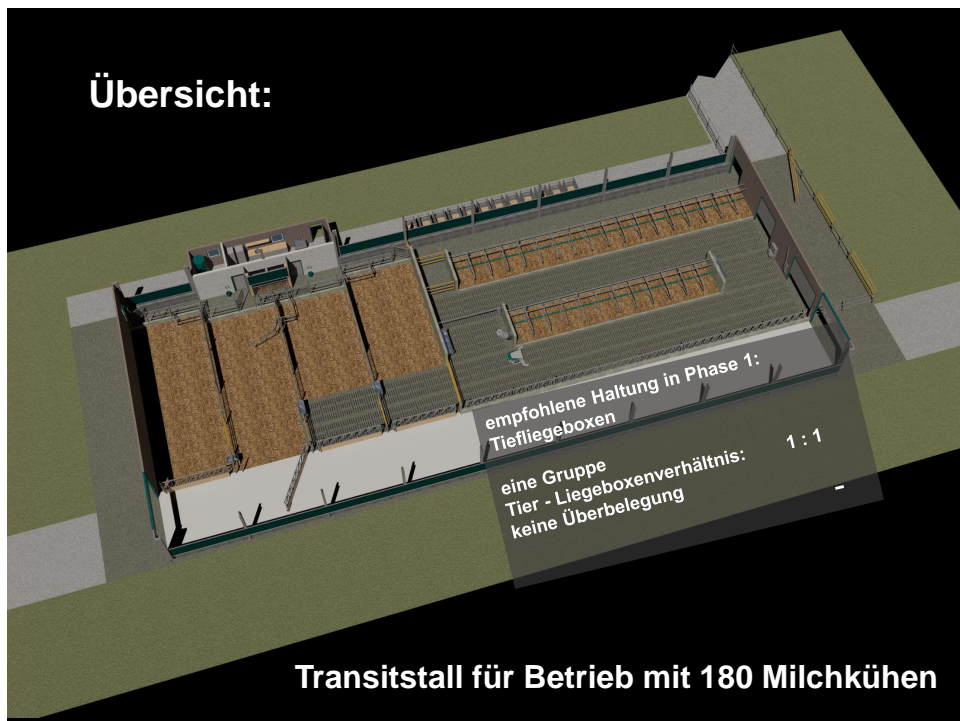 Übersicht:
empfohlene Haltung in Phase 1:
Tiefliegeboxen
eine Gruppe
Tier - Liegeboxenverhältnis: 1 : 1
keine Überbelegung -
Transitstall für Betrieb mit 180 Milchkühen